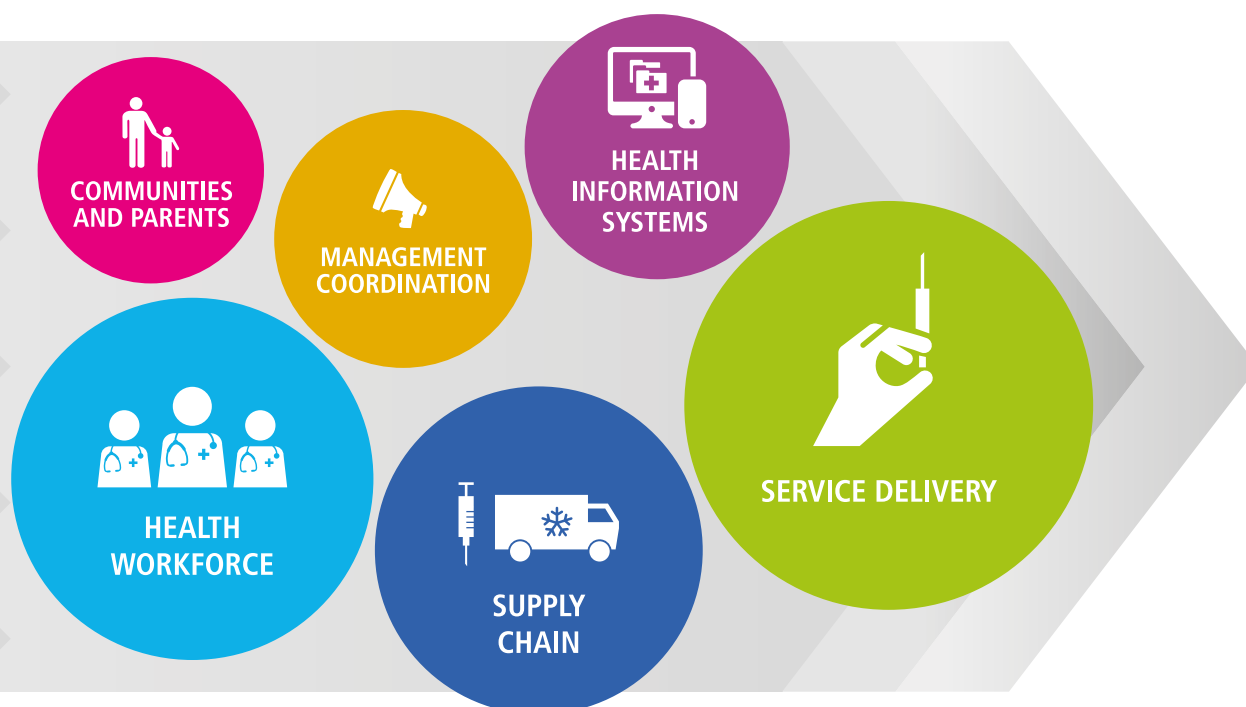 COMMUNITIES
AND PARENTS
MANAGEMENT
COORDINATION
HEALTH
INFORMATION
SYSTEMS
HEALTH
WORKFORCE
SUPPLY
CHAIN
SERVICE DELIVERY